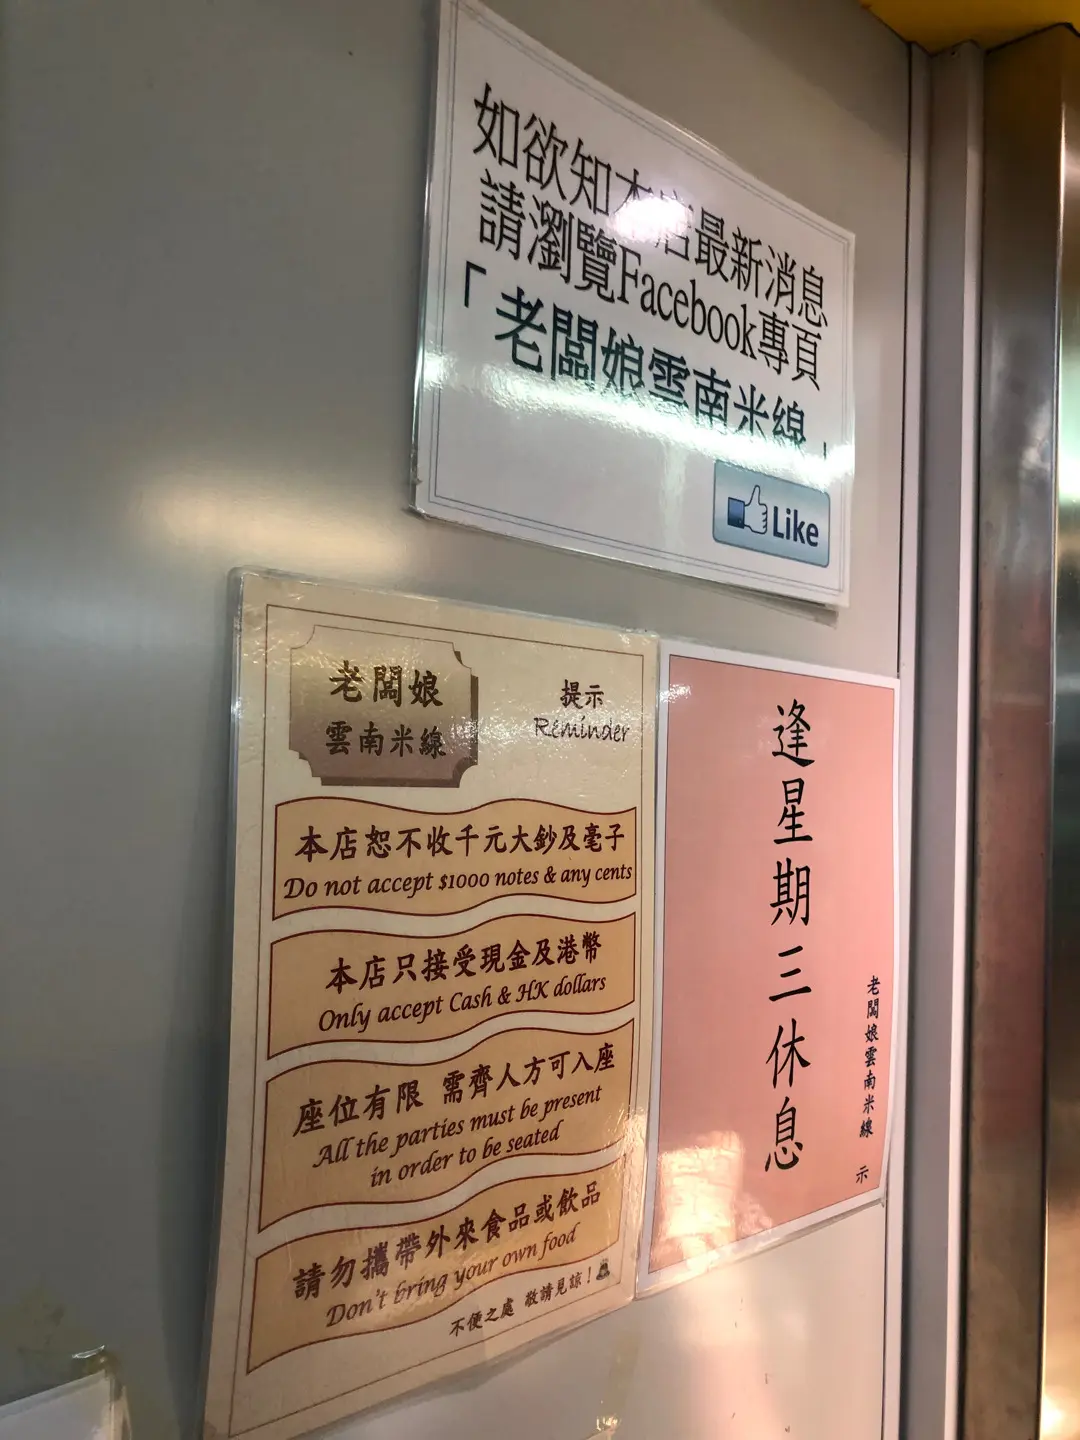 如欲知本店最新消息
請瀏覽Facebook專頁
「老闆娘雲南米線」
Like
老闆娘
雲南米線
提示
Reminder
本店恕不收千元大鈔及毫子
Do not accept $1000 notes & any cents
本店只接受現金及港幣
Only accept Cash & HK dollars
座位有限 需齊人方可入座
All the parties must be present
in order to be seated
請勿攜帶外來食品或飲品
Don't bring your own food
不便之處 敬請見諒！
逢星期三休息
老闆娘雲南米線 示